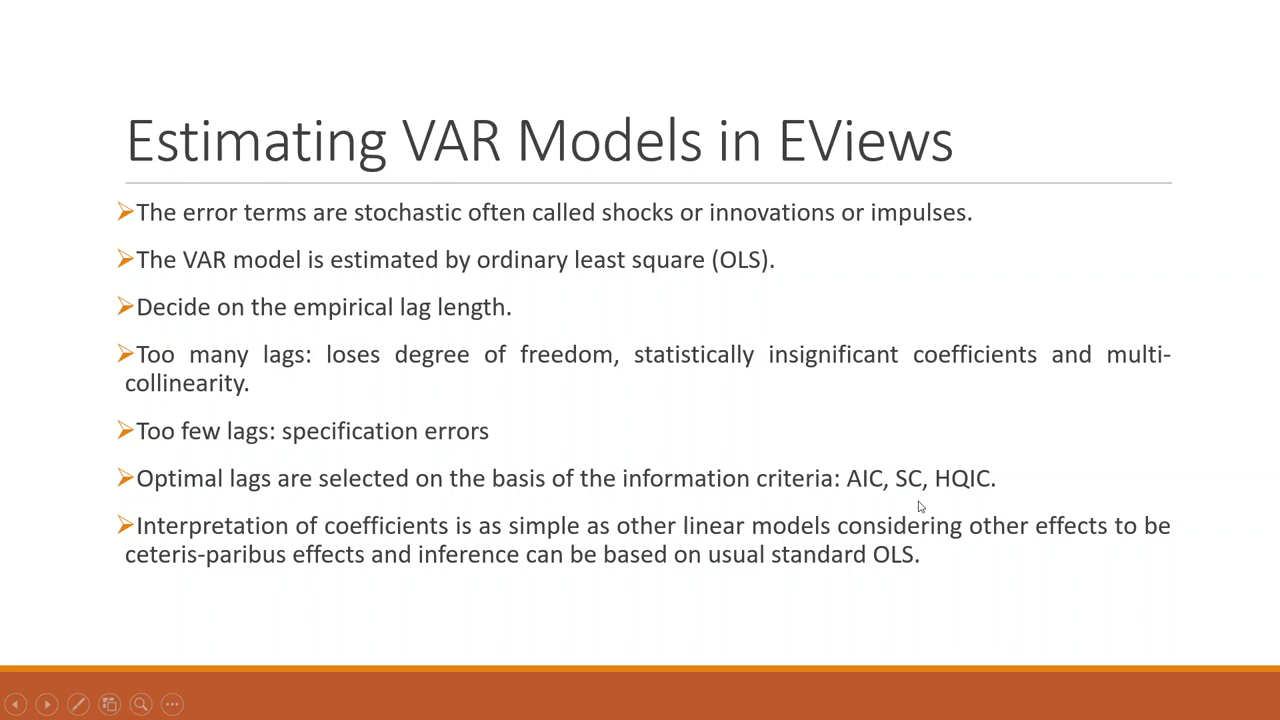 Estimating VAR Models in EViews
The error terms are stochastic often called shocks or innovations or impulses.
The VAR model is estimated by ordinary least square (OLS).
Decide on the empirical lag length.
Too many lags: loses degree of freedom, statistically insignificant coefficients and multi-
collinearity.
Too few lags: specification errors
Optimal lags are selected on the basis of the information criteria: AIC, SC, HQIC.
Interpretation of coefficients is as simple as other linear models considering other effects to be
ceteris-paribus effects and inference can be based on usual standard OLS.